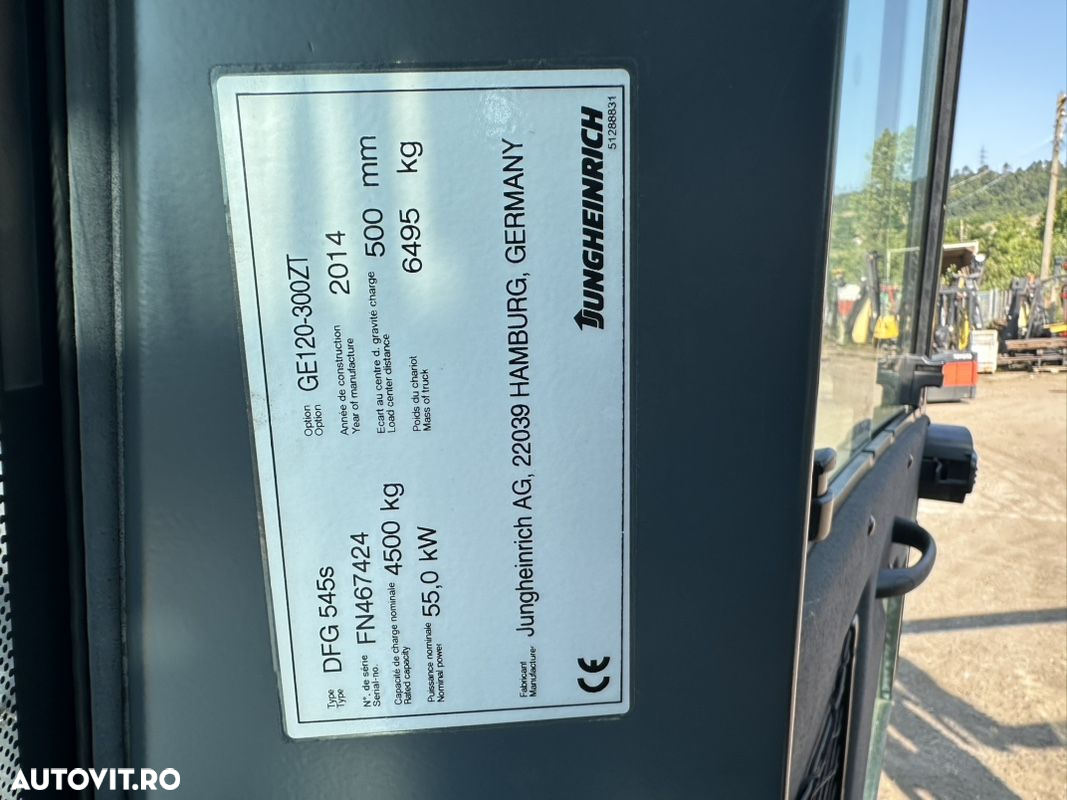 Type DFG 545s Option GE120-300ZT
Type Option
N°. de série FN467424 Année de construction 2014
Serial-no. Year of manufacture
Capacité de charge nominale 4500 kg Ecart au centre d. gravité charge 500 mm
Rated capacity Load center distance
Puissance nominale 55,0 kW Poids du chariot 6495 kg
Nominal power Mass of truck
Fabricant Jungheinrich AG, 22039 HAMBURG, GERMANY
Manufacturer
CE JUNGHEINRICH
51288831
AUTOVIT.RO